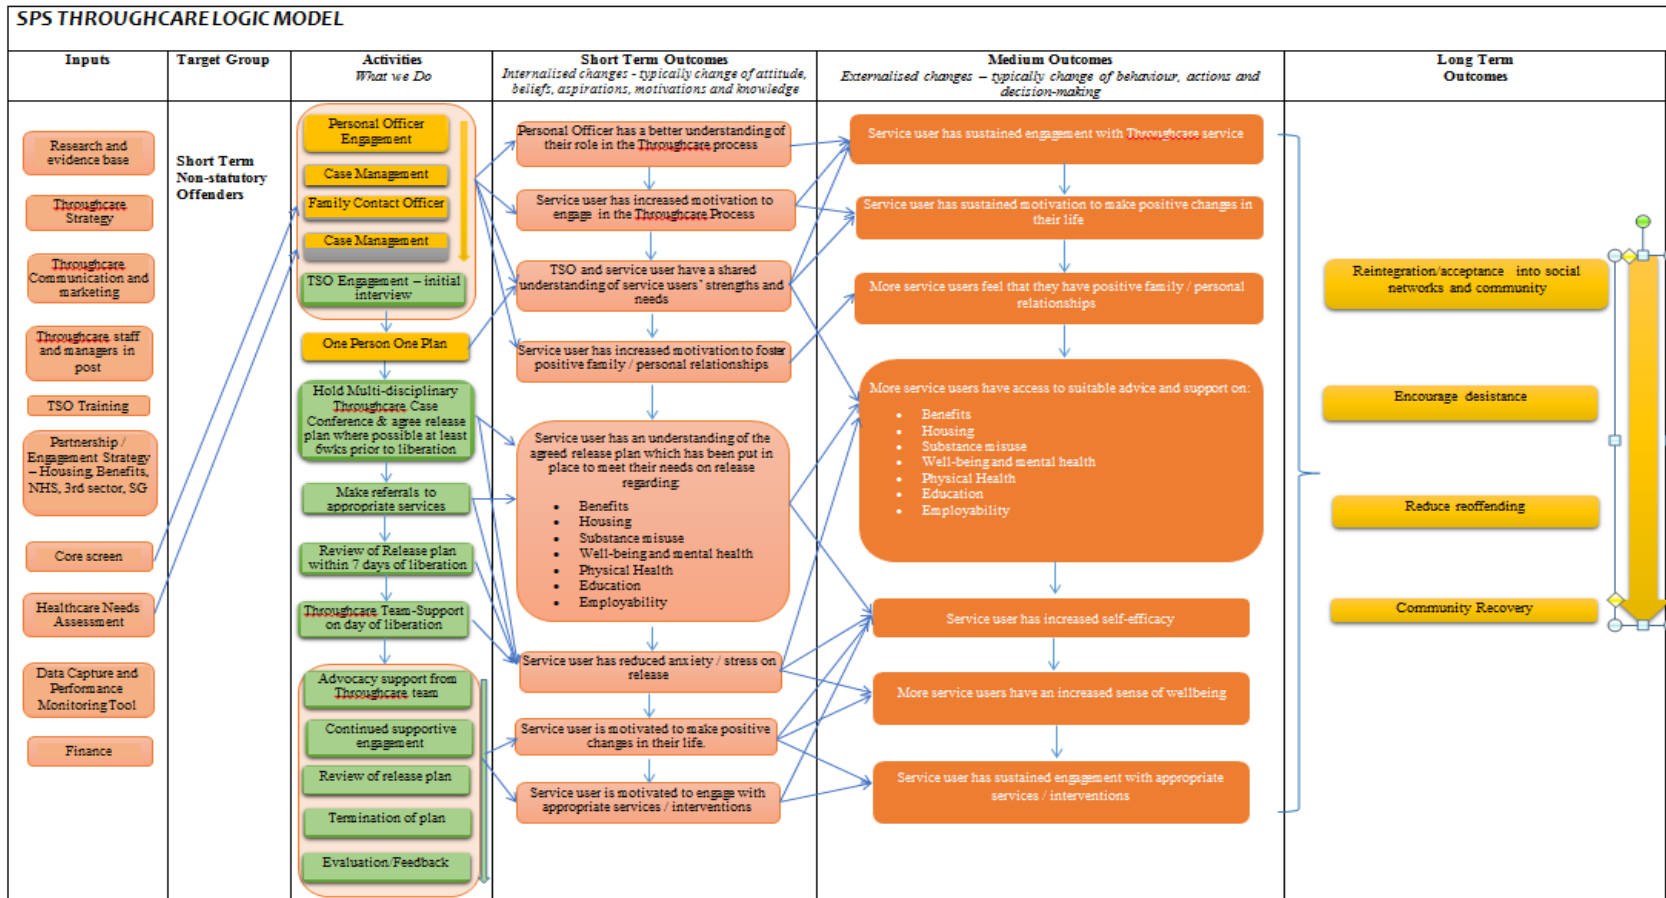 SPS THROUGHCARE LOGIC MODEL
Inputs
Target Group
Activities
What we Do
Short Term Outcomes
Internalised changes - typically change of attitude,
beliefs, aspirations, motivations and knowledge
Medium Outcomes
Externalised changes – typically change of behaviour, actions and
decision-making
Long Term
Outcomes
Research and
evidence base
Throughcare
Strategy
Throughcare
Communication and
marketing
Throughcare staff
and managers in
post
TSO Training
Partnership /
Engagement Strategy
– Housing, Benefits,
NHS, 3rd sector, SG
Core screen
Healthcare Needs
Assessment
Data Capture and
Performance
Monitoring Tool
Finance
Short Term
Non-statutory
Offenders
Personal Officer
Engagement
Case Management
Family Contact Officer
Case Management
TSO Engagement – initial
interview
One Person One Plan
Hold Multi-disciplinary
Throughcare Case
Conference & agree release
plan where possible at least
6wks prior to liberation
Make referrals to
appropriate services
Review of Release plan
within 7 days of liberation
Throughcare Team-Support
on day of liberation
Advocacy support from
Throughcare team
Continued supportive
engagement
Review of release plan
Termination of plan
Evaluation/Feedback
Personal Officer has a better understanding of
their role in the Throughcare process
Service user has increased motivation to
engage in the Throughcare Process
TSO and service user have a shared
understanding of service users' strengths and
needs
Service user has increased motivation to foster
positive family / personal relationships
Service user has an understanding of the
agreed release plan which has been put in
place to meet their needs on release
regarding:
• Benefits
• Housing
• Substance misuse
• Well-being and mental health
• Physical Health
• Education
• Employability
Service user has reduced anxiety / stress on
release
Service user is motivated to make positive
changes in their life.
Service user is motivated to engage with
appropriate services / interventions
Service user has sustained engagement with Throughcare service
Service user has sustained motivation to make positive changes in
their life
More service users feel that they have positive family / personal
relationships
More service users have access to suitable advice and support on:
• Benefits
• Housing
• Substance misuse
• Well-being and mental health
• Physical Health
• Education
• Employability
Service user has increased self-efficacy
More service users have an increased sense of wellbeing
Service user has sustained engagement with appropriate
services / interventions
Reintegration/acceptance into social
networks and community
Encourage desistance
Reduce reoffending
Community Recovery